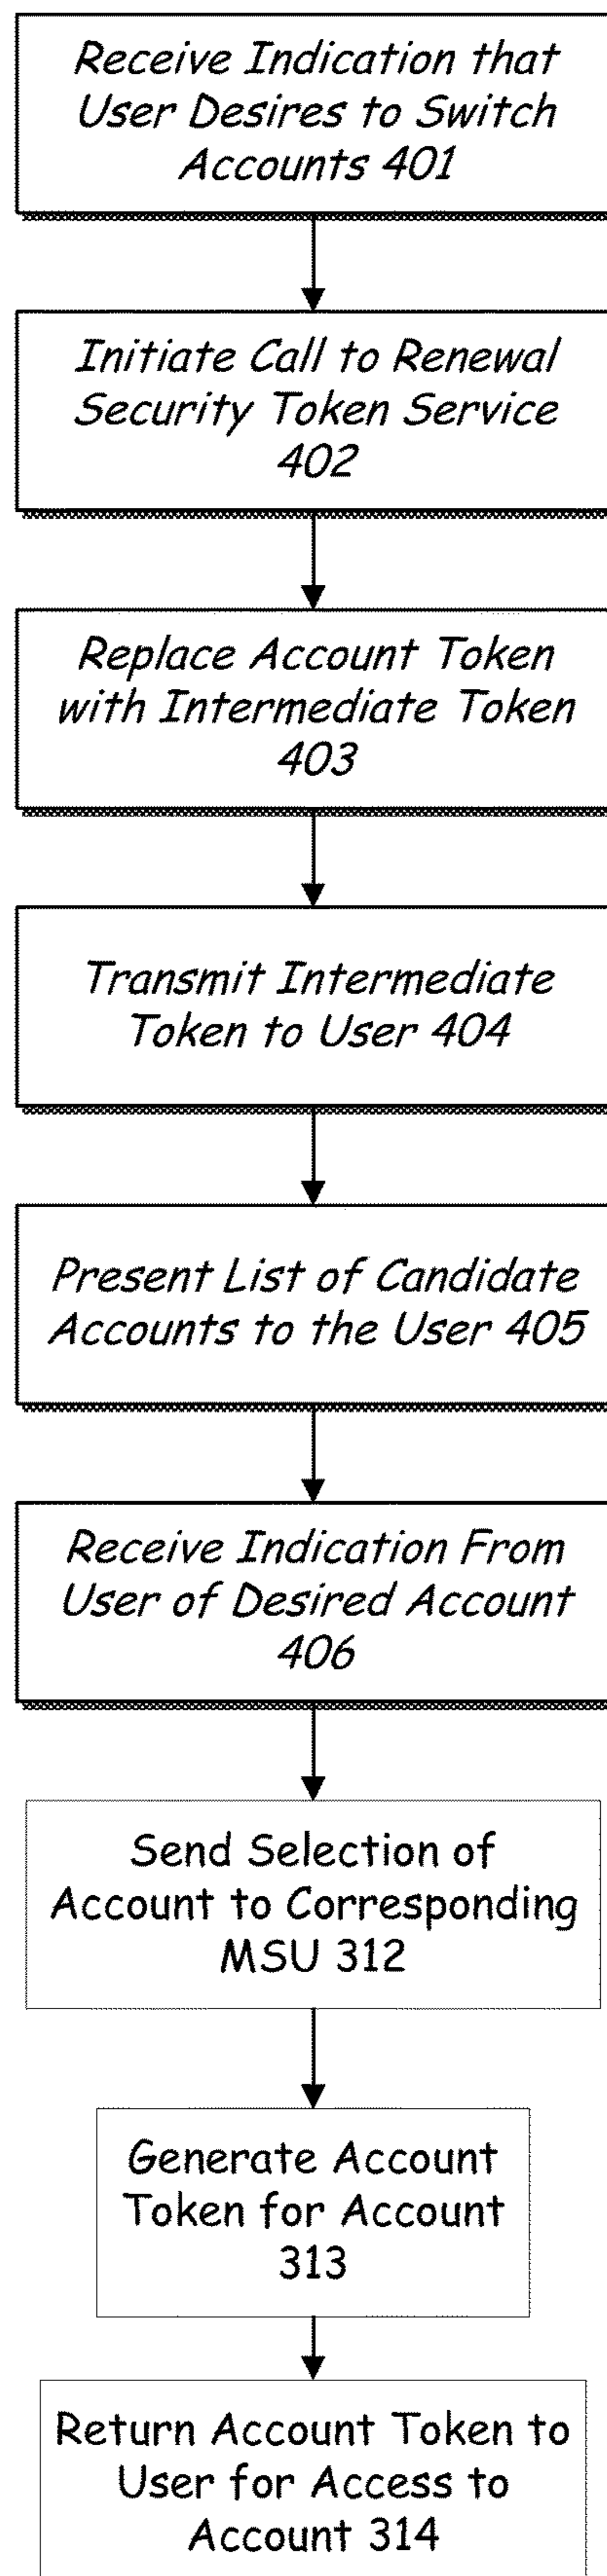 Receive Indication that
User Desires to Switch
Accounts 401
Initiate Call to Renewal
Security Token Service
402
Replace Account Token
with Intermediate Token
403
Transmit Intermediate
Token to User 404
Present List of Candidate
Accounts to the User 405
Receive Indication From
User of Desired Account
406
Send Selection of
Account to Corresponding
MSU 312
Generate Account
Token for Account
313
Return Account Token to
User for Access to
Account 314